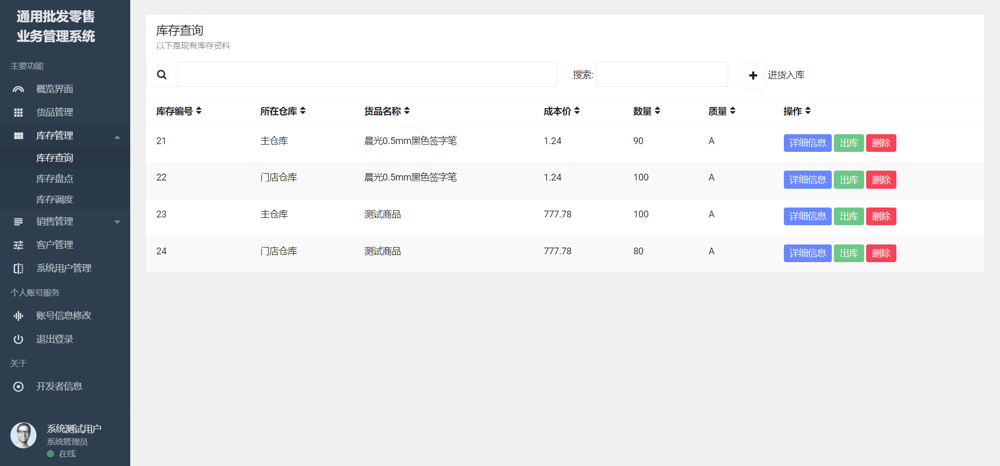 通用批发零售
业务管理系统
主要功能
概览界面
货品管理
库存管理
库存查询
库存盘点
库存调度
销售管理
客户管理
系统用户管理
个人账号服务
账号信息修改
退出登录
关于
开发者信息
系统测试用户
系统管理员
在线
库存查询
以下是现有库存资料
搜索: 进货入库
库存编号 所在仓库 货品名称 成本价 数量 质量 操作
21 主仓库 晨光0.5mm黑色签字笔 1.24 90 A 详细信息 出库 删除
22 门店仓库 晨光0.5mm黑色签字笔 1.24 100 A 详细信息 出库 删除
23 主仓库 测试商品 777.78 100 A 详细信息 出库 删除
24 门店仓库 测试商品 777.78 80 A 详细信息 出库 删除